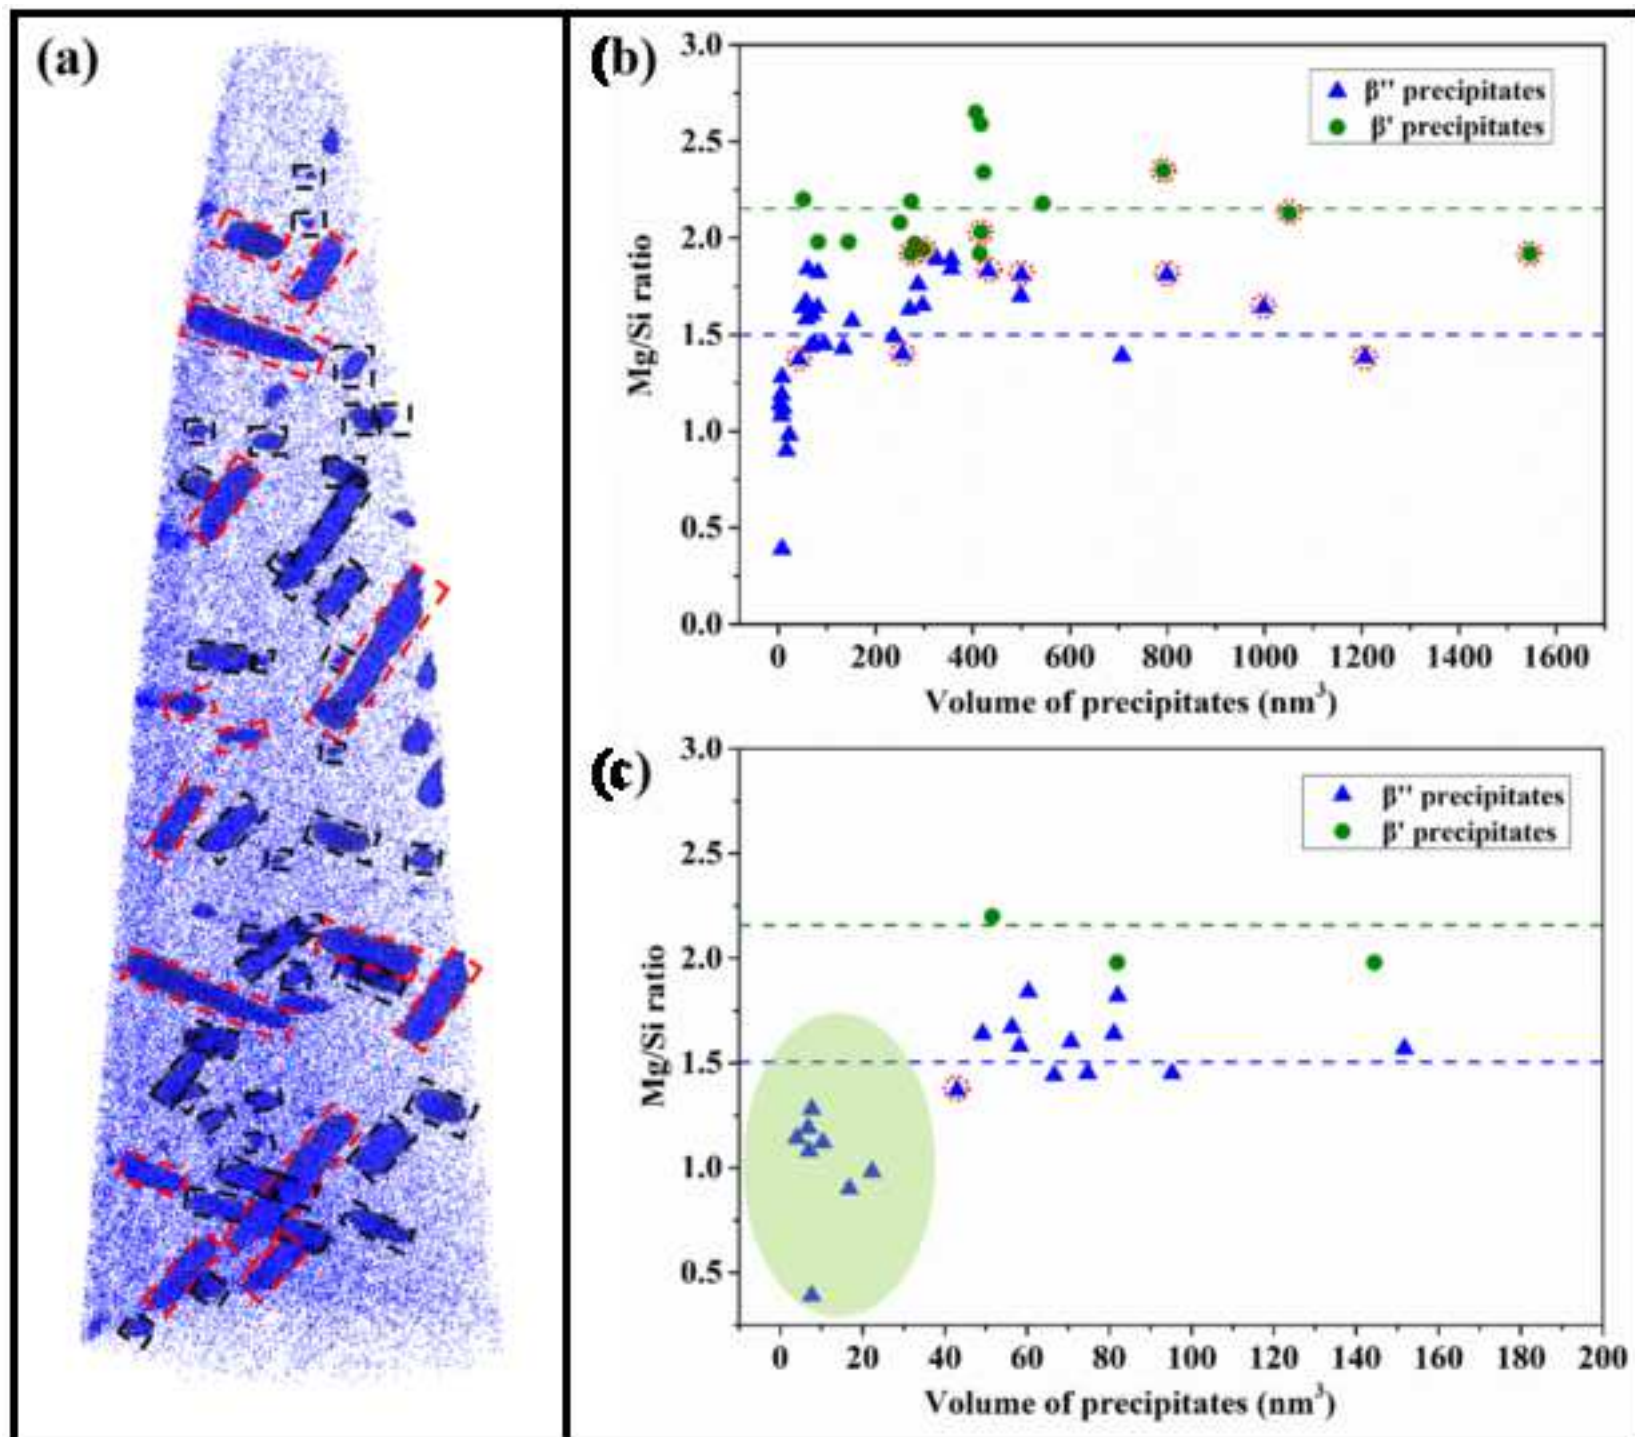 (a)
(b)
3.0
2.5
2.0
1.5
1.0
0.5
0.0
Mg/Si ratio
β'' precipitates
β' precipitates
0 200 400 600 800 1000 1200 1400 1600
Volume of precipitates (nm³)
(c)
3.0
2.5
2.0
1.5
1.0
0.5
Mg/Si ratio
β'' precipitates
β' precipitates
0 20 40 60 80 100 120 140 160 180 200
Volume of precipitates (nm³)